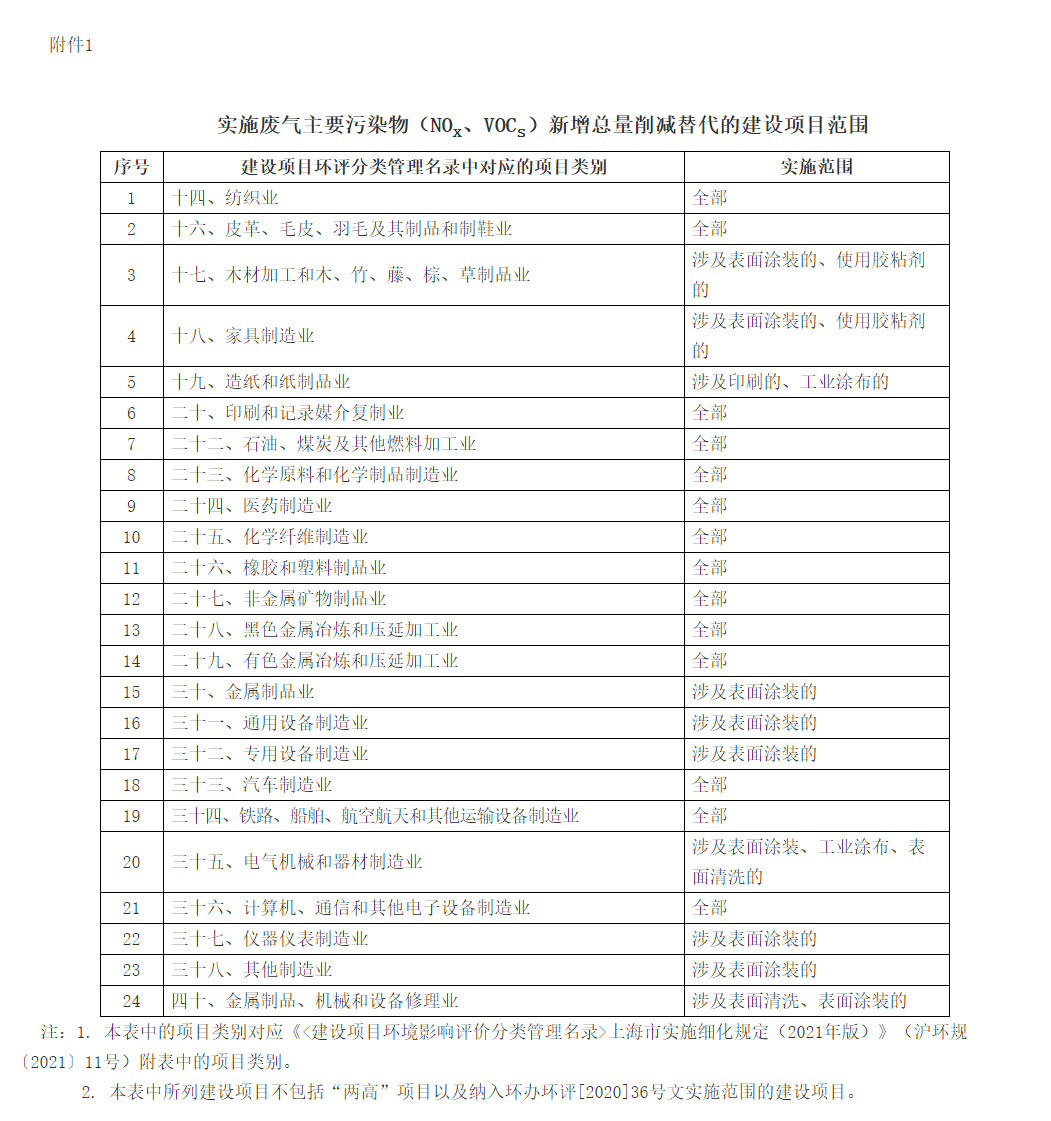 附件1
实施废气主要污染物（NOx、VOCs）新增总量削减替代的建设项目范围
序号 建设项目环评分类管理名录中对应的项目类别 实施范围
1 十四、纺织业 全部
2 十六、皮革、毛皮、羽毛及其制品和制鞋业 全部
3 十七、木材加工和木、竹、藤、棕、草制品业 涉及表面涂装的、使用胶粘剂
的
4 十八、家具制造业 涉及表面涂装的、使用胶粘剂
的
5 十九、造纸和纸制品业 涉及印刷的、工业涂布的
6 二十、印刷和记录媒介复制业 全部
7 二十二、石油、煤炭及其他燃料加工业 全部
8 二十三、化学原料和化学制品制造业 全部
9 二十四、医药制造业 全部
10 二十五、化学纤维制造业 全部
11 二十六、橡胶和塑料制品业 全部
12 二十七、非金属矿物制品业 全部
13 二十八、黑色金属冶炼和压延加工业 全部
14 二十九、有色金属冶炼和压延加工业 全部
15 三十、金属制品业 涉及表面涂装的
16 三十一、通用设备制造业 涉及表面涂装的
17 三十二、专用设备制造业 涉及表面涂装的
18 三十三、汽车制造业 全部
19 三十四、铁路、船舶、航空航天和其他运输设备制造业 全部
20 三十五、电气机械和器材制造业 涉及表面涂装、工业涂布、表
面清洗的
21 三十六、计算机、通信和其他电子设备制造业 全部
22 三十七、仪器仪表制造业 涉及表面涂装的
23 三十八、其他制造业 涉及表面涂装的
24 四十、金属制品、机械和设备修理业 涉及表面清洗、表面涂装的
注：1. 本表中的项目类别对应《<建设项目环境影响评价分类管理名录>上海市实施细化规定（2021年版）》（沪环规
〔2021〕11号）附表中的项目类别。
2. 本表中所列建设项目不包括“两高”项目以及纳入环办环评[2020]36号文实施范围的建设项目。